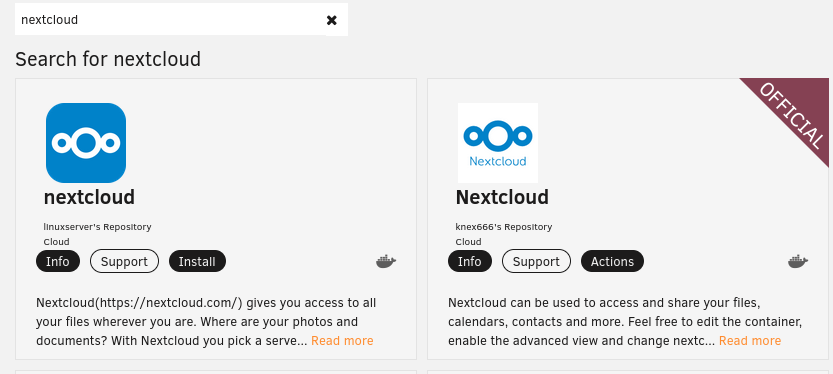 nextcloud ✖
Search for nextcloud
nextcloud
linuxserver's Repository
Cloud
Info Support Install
Nextcloud(https://nextcloud.com/) gives you access to all
your files wherever you are. Where are your photos and
documents? With Nextcloud you pick a serve... Read more
OFFICIAL
Nextcloud
Nextcloud
knex666's Repository
Cloud
Info Support Actions
Nextcloud can be used to access and share your files,
calendars, contacts and more. Feel free to edit the container,
enable the advanced view and change nextc... Read more